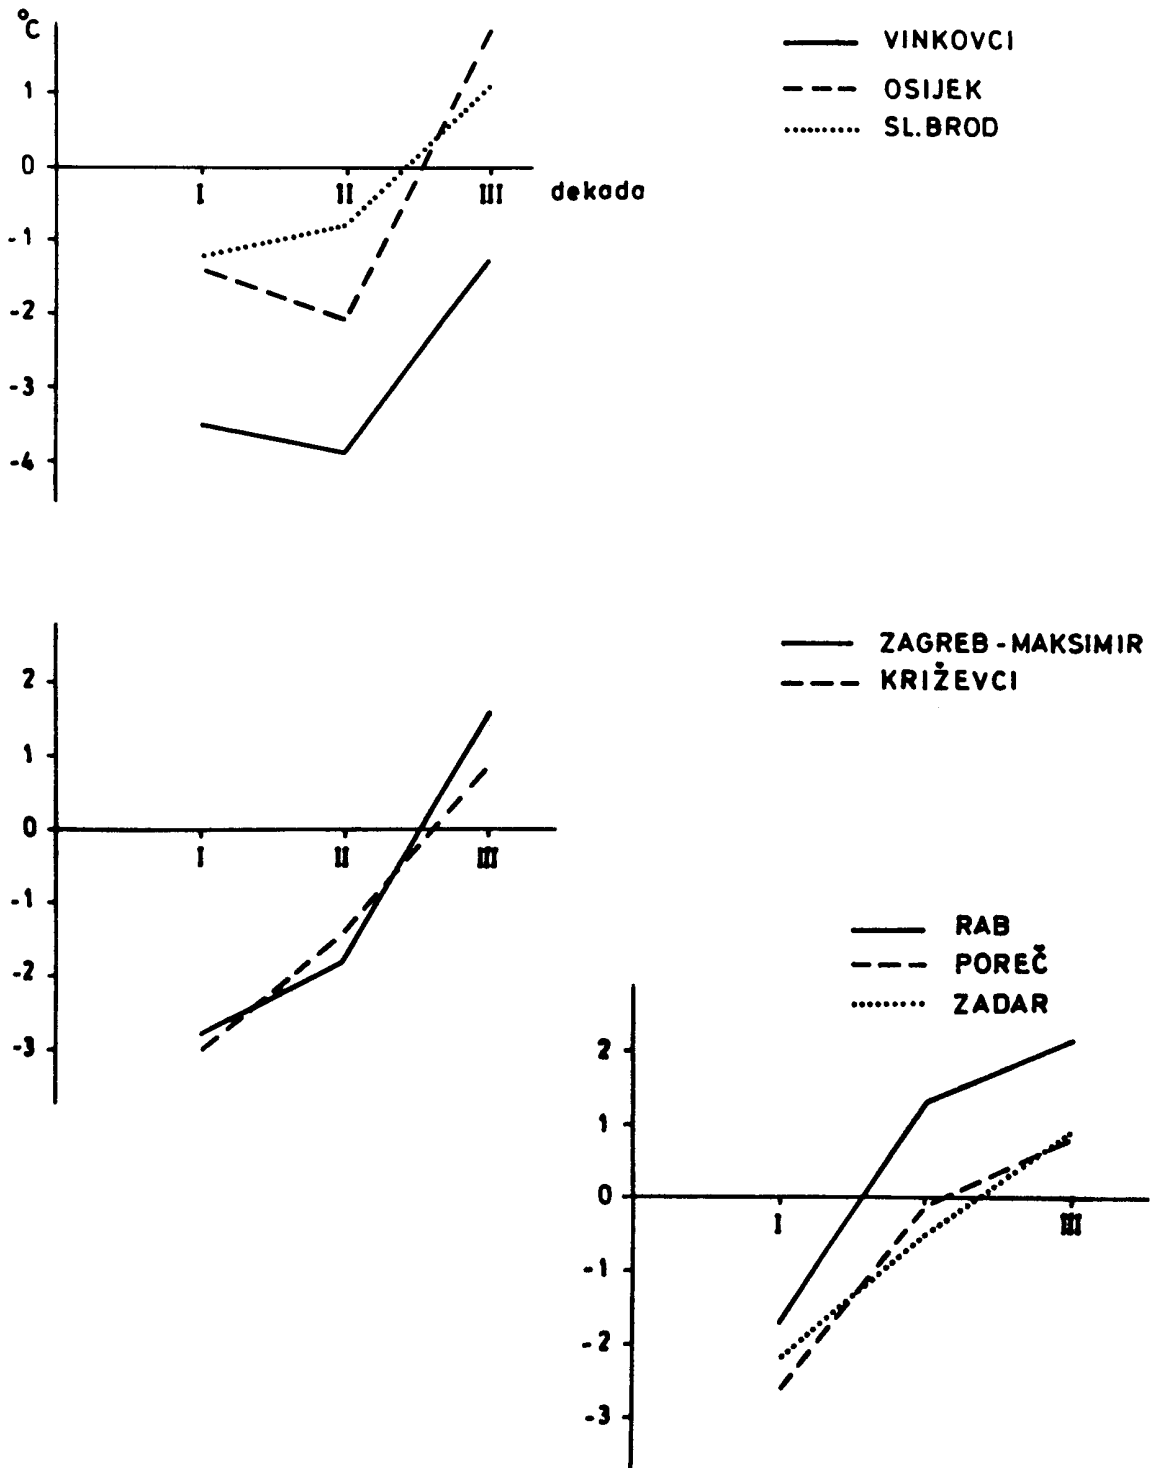 °C
VINKOVCI
OSIJEK
SL.BROD
1
0
I II III dekada
-1
-2
-3
-4
ZAGREB-MAKSIMIR
KRIŽEVCI
2
1
0
I II III
-1
-2
-3
RAB
POREČ
ZADAR
2
1
0
I III
-1
-2
-3